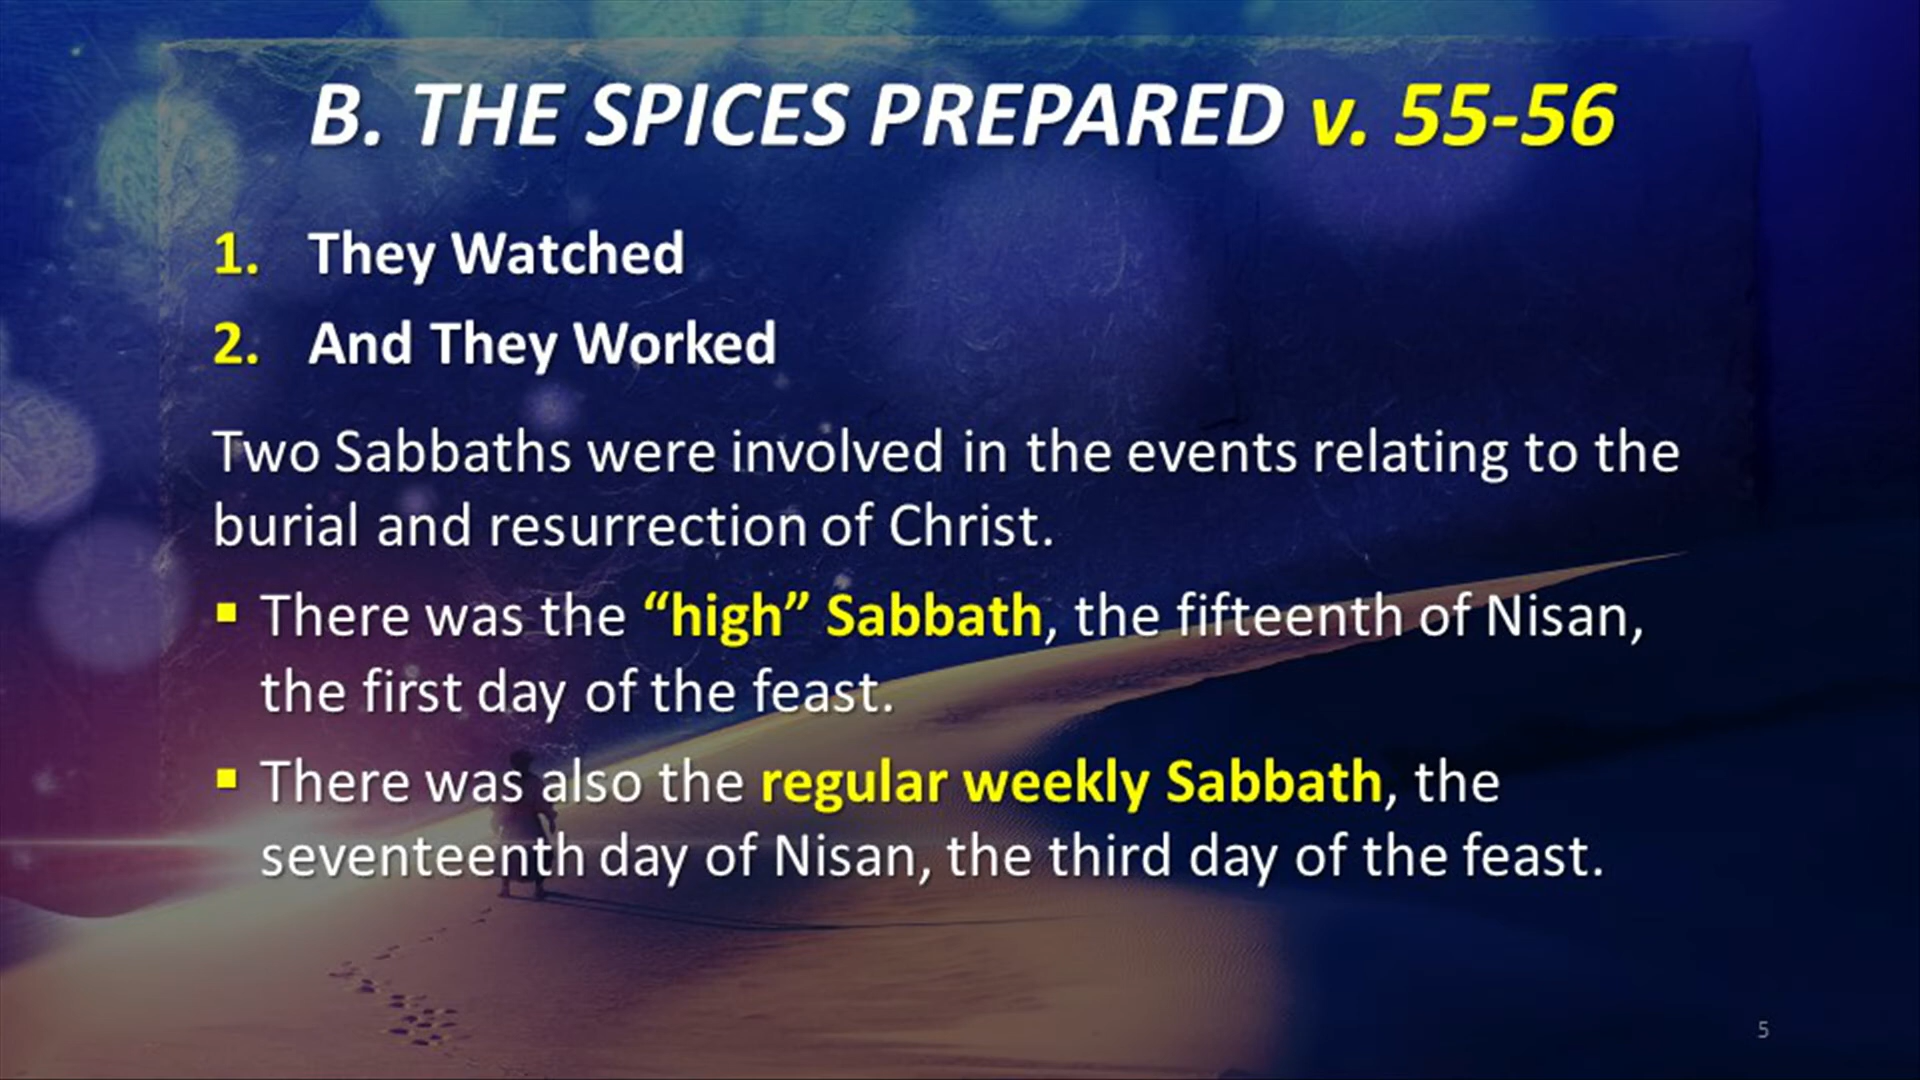 B. THE SPICES PREPARED v. 55-56
1. They Watched
2. And They Worked
Two Sabbaths were involved in the events relating to the
burial and resurrection of Christ.
▪ There was the “high” Sabbath, the fifteenth of Nisan,
the first day of the feast.
▪ There was also the regular weekly Sabbath, the
seventeenth day of Nisan, the third day of the feast.
5